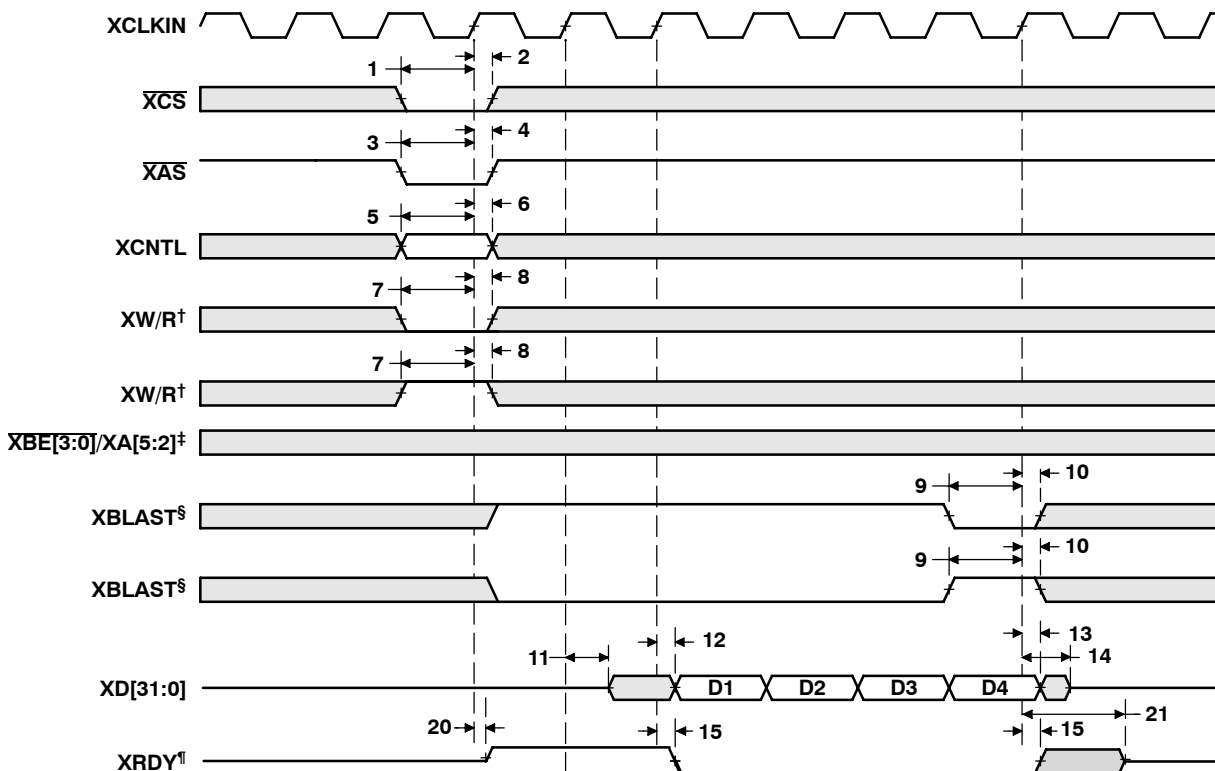 XCLKIN
1
2
XCS
3
4
XAS
5
6
XCNTL
7
8
XW/R†
7
8
XW/R†
XBE[3:0]/XA[5:2]‡
9
10
XBLAST§
9
10
XBLAST§
11
12
13
14
XD[31:0]
D1
D2
D3
D4
20
15
15
21
XRDY¶